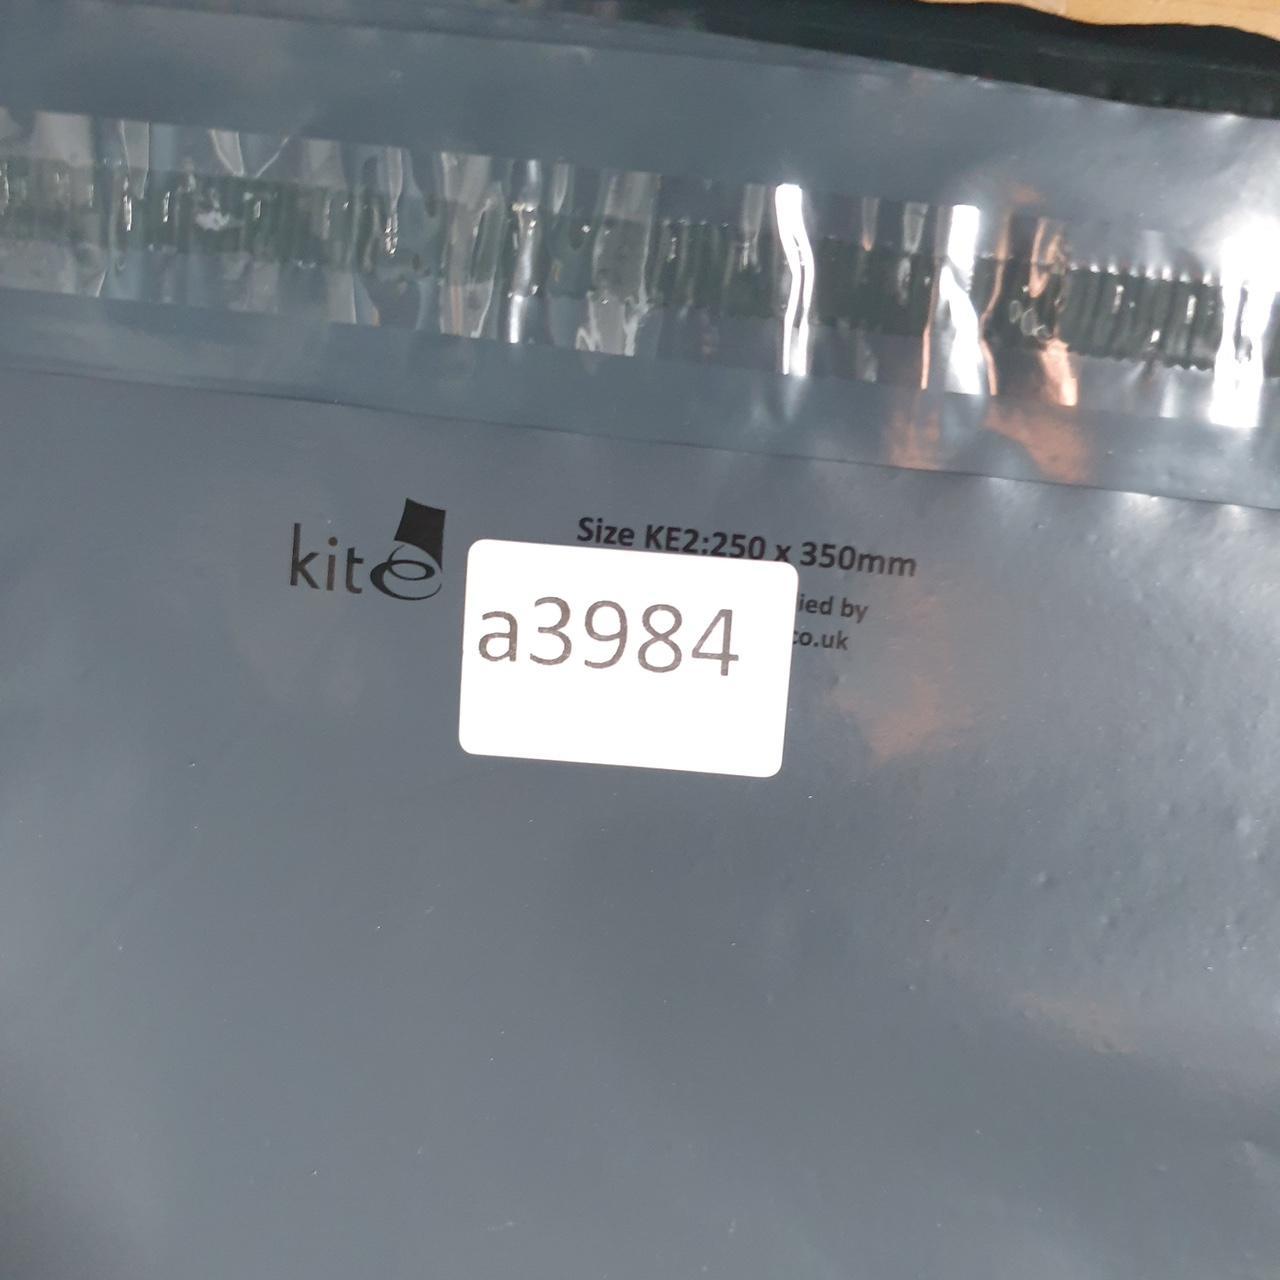 kite
Size KE2:250 x 350mm
ied by
co.uk
a3984